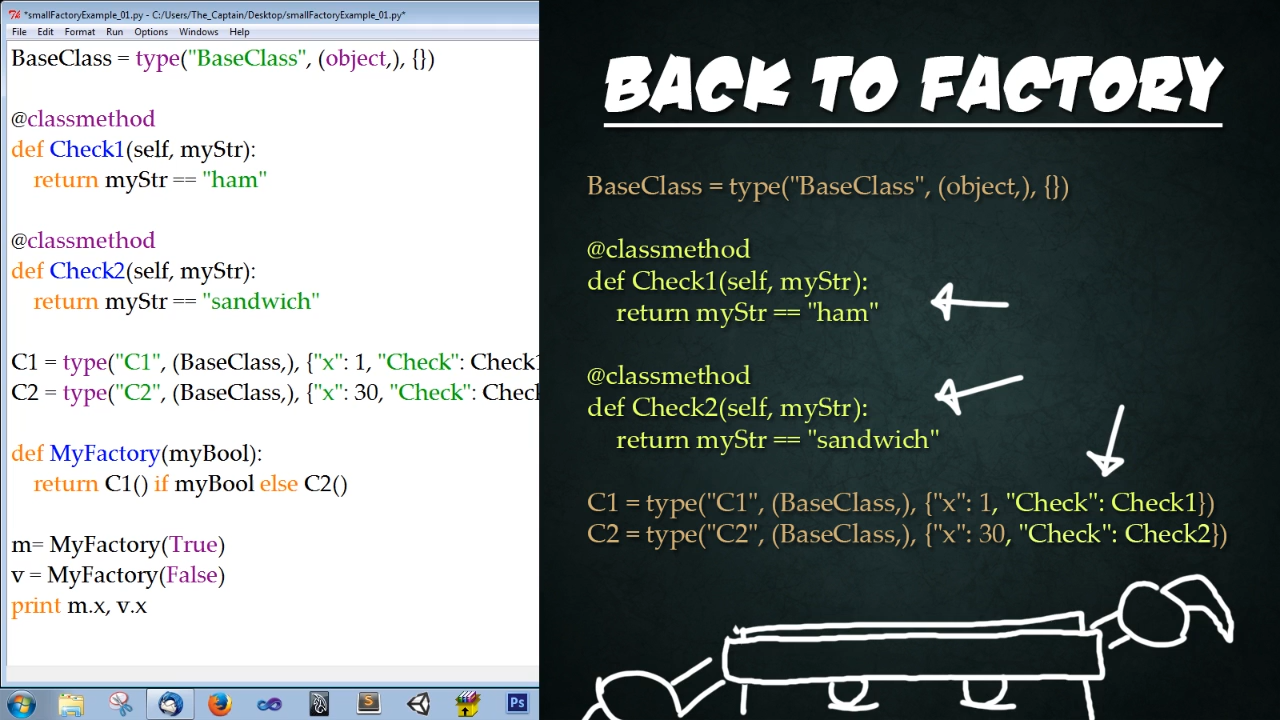 *smallFactoryExample_01.py - C:/Users/The_Captain/Desktop/smallFactoryExample_01.py*
File Edit Format Run Options Windows Help
BaseClass = type("BaseClass", (object,), {})
@classmethod
def Check1(self, myStr):
    return myStr == "ham"
@classmethod
def Check2(self, myStr):
    return myStr == "sandwich"
C1 = type("C1", (BaseClass,), {"x": 1, "Check": Check1
C2 = type("C2", (BaseClass,), {"x": 30, "Check": Check
def MyFactory(myBool):
    return C1() if myBool else C2()
m= MyFactory(True)
v = MyFactory(False)
print m.x, v.x
BACK TO FACTORY
BaseClass = type("BaseClass", (object,), {})
@classmethod
def Check1(self, myStr):
    return myStr == "ham"
@classmethod
def Check2(self, myStr):
    return myStr == "sandwich"
C1 = type("C1", (BaseClass,), {"x": 1, "Check": Check1})
C2 = type("C2", (BaseClass,), {"x": 30, "Check": Check2})
S
Ps